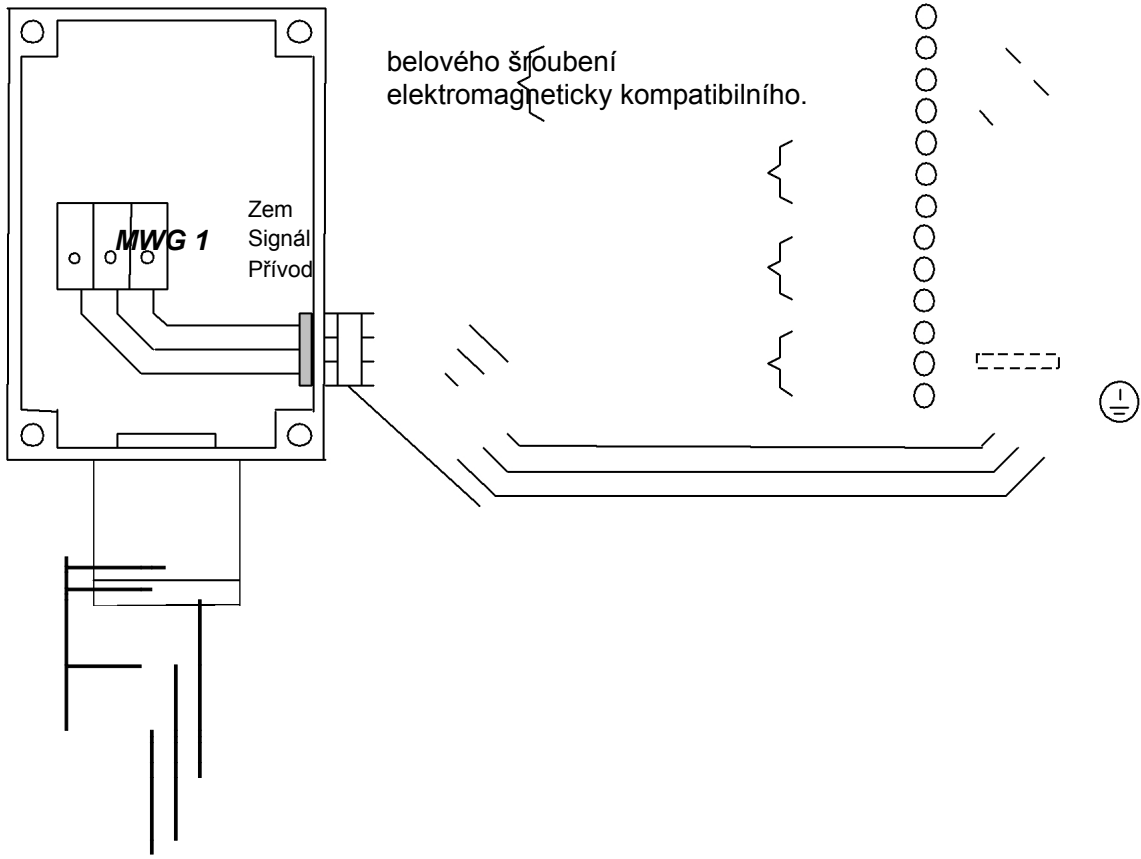 belového šroubení
elektromagneticky kompatibilního.
Zem
MWG 1
Signál
Přívod